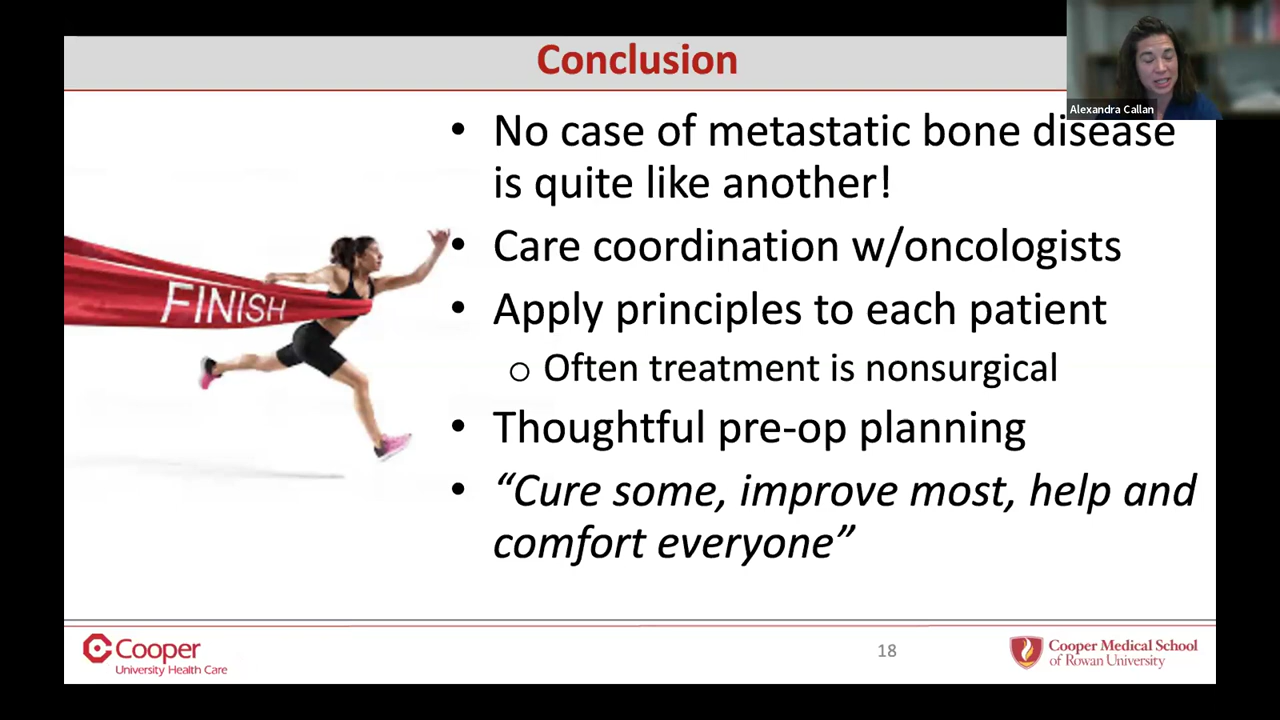 Conclusion
Alexandra Callan
• No case of metastatic bone disease
is quite like another!
• Care coordination w/oncologists
• Apply principles to each patient
o Often treatment is nonsurgical
• Thoughtful pre-op planning
• “Cure some, improve most, help and
comfort everyone”
FINISH
Cooper
University Health Care
18
Cooper Medical School
of Rowan University